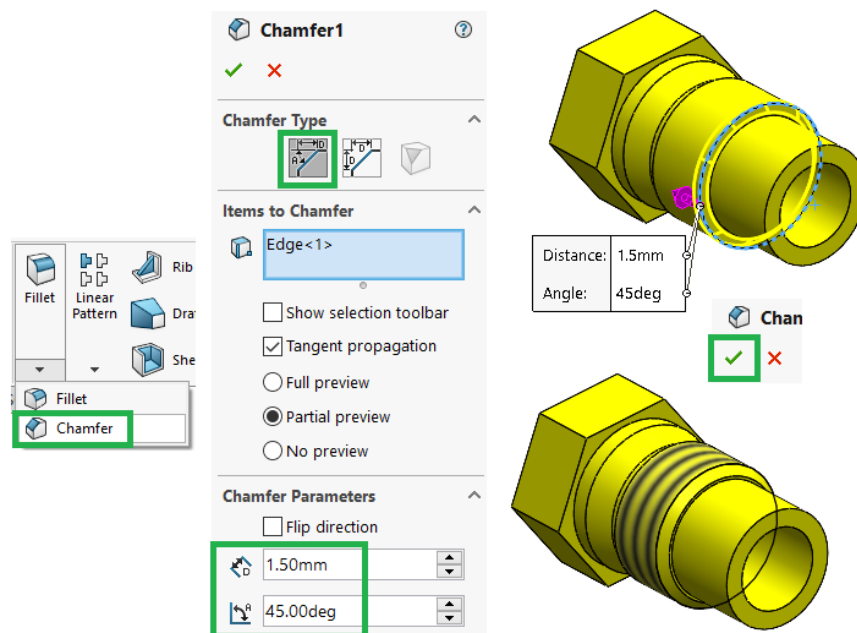 Fillet
Linear
Pattern
Rib
Dra
She
Fillet
Chamfer
Chamfer1
Chamfer Type
D
A
D
D
Items to Chamfer
Edge<1>
Show selection toolbar
Tangent propagation
Full preview
Partial preview
No preview
Chamfer Parameters
Flip direction
D
1.50mm
A
45.00deg
Distance: 1.5mm
Angle: 45deg
Chan